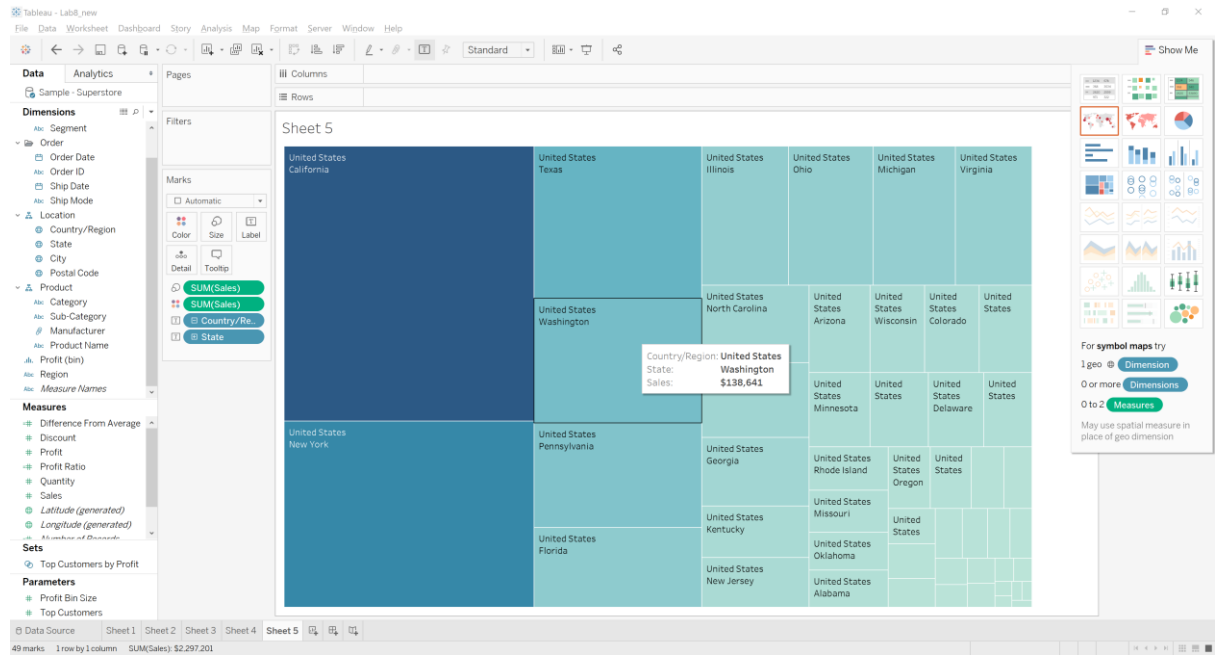 Tableau - Lab8_new
File Data Worksheet Dashboard Story Analysis Map Format Server Window Help
Standard
Show Me
Data Analytics
Sample - Superstore
Dimensions
Abc Segment
Order
Order Date
Abc Order ID
Ship Date
Abc Ship Mode
Location
Country/Region
State
City
Postal Code
Product
Abc Category
Abc Sub-Category
Manufacturer
Abc Product Name
Profit (bin)
Abc Region
Abc Measure Names
Measures
=# Difference From Average
# Discount
# Profit
=# Profit Ratio
# Quantity
# Sales
Latitude (generated)
Longitude (generated)
=# Number of Records
Sets
Top Customers by Profit
Parameters
# Profit Bin Size
# Top Customers
Pages
Filters
Marks
Automatic
Color Size Label
Detail Tooltip
SUM(Sales)
SUM(Sales)
Country/Re..
State
Columns
Rows
Sheet 5
United States
California
United States
New York
United States
Texas
United States
Washington
United States
Pennsylvania
United States
Florida
United States
Illinois
United States
Ohio
United States
Michigan
United States
Virginia
United States
North Carolina
United States
Georgia
United States
Kentucky
United States
New Jersey
United
States
Arizona
United
States
Wisconsin
United
States
Colorado
United
States
United
States
Minnesota
United
States
United
States
Delaware
United
States
United States
Rhode Island
United
States
Oregon
United
States
United States
Missouri
United
States
United States
Oklahoma
United States
Alabama
Country/Region: United States
State: Washington
Sales: $138,641
For symbol maps try
1 geo Dimension
0 or more Dimensions
0 to 2 Measures
May use spatial measure in
place of geo dimension
Data Source Sheet 1 Sheet 2 Sheet 3 Sheet 4 Sheet 5
49 marks 1 row by 1 column SUM(Sales): $2,297,201